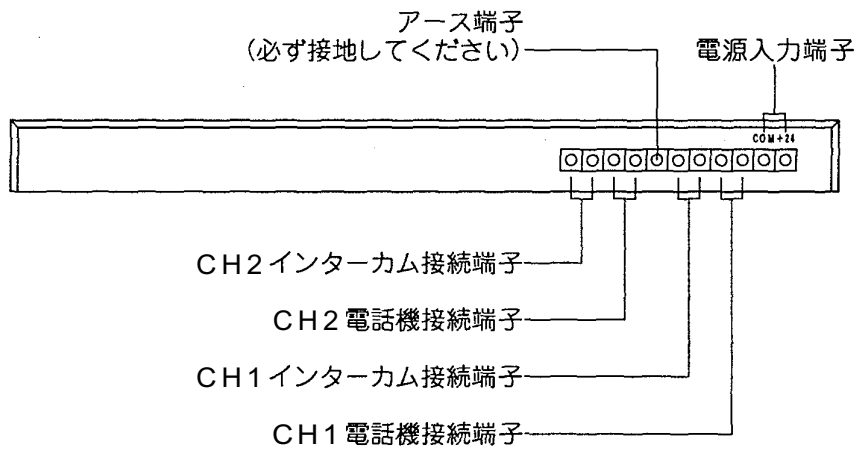 アース端子
(必ず接地してください)
電源入力端子
COM+24
CH2インターカム接続端子
CH2電話機接続端子
CH1インターカム接続端子
CH1電話機接続端子